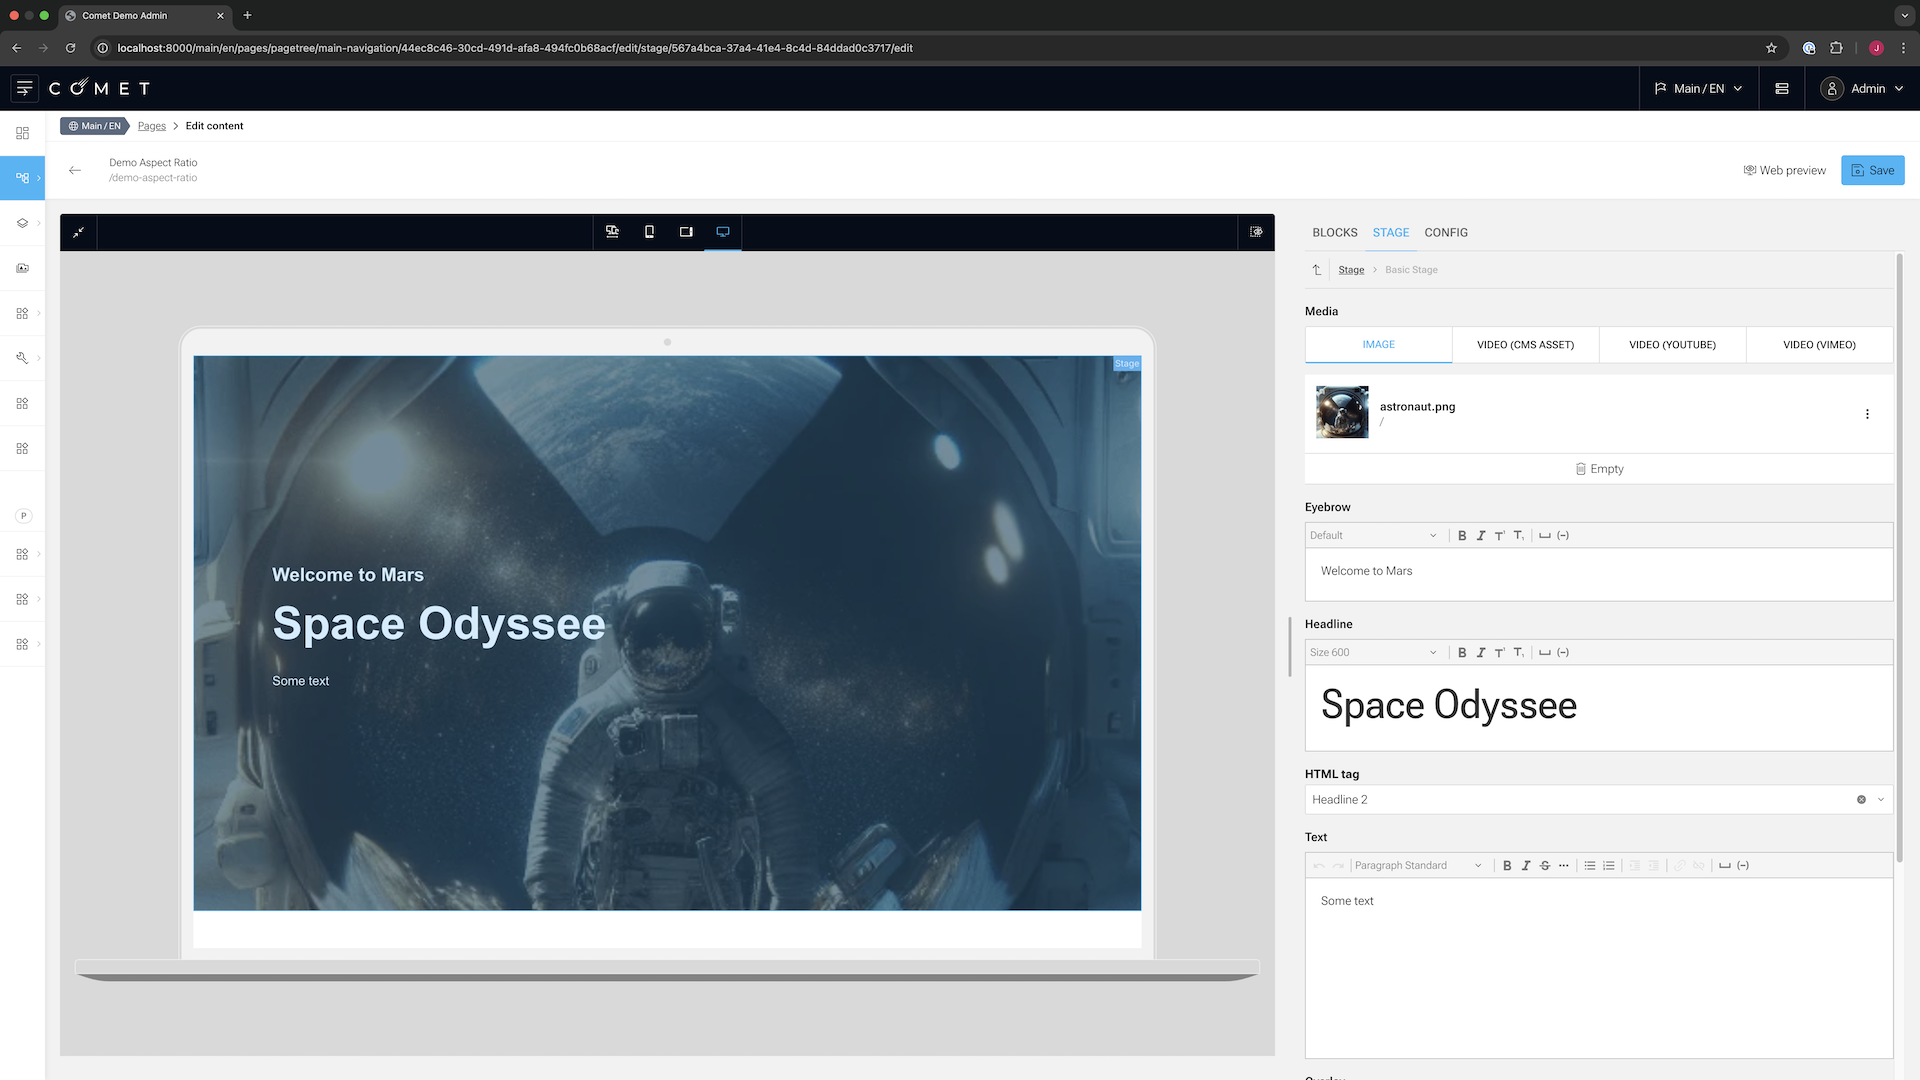 Comet Demo Admin
localhost:8000/main/en/pages/pagetree/main-navigation/44ec8c46-30cd-491d-afa8-494fc0b68acf/edit/stage/567a4bca-37a4-41e4-8c4d-84ddad0c3717/edit
J
COMET
Main / EN
Admin
Main / EN
Pages
Edit content
Demo Aspect Ratio
/demo-aspect-ratio
Web preview
Save
P
Stage
Welcome to Mars
Space Odyssee
Some text
BLOCKS
STAGE
CONFIG
Stage
Basic Stage
Media
IMAGE
VIDEO (CMS ASSET)
VIDEO (YOUTUBE)
VIDEO (VIMEO)
astronaut.png
/
Empty
Eyebrow
Default
Welcome to Mars
Headline
Size 600
Space Odyssee
HTML tag
Headline 2
Text
Paragraph Standard
Some text